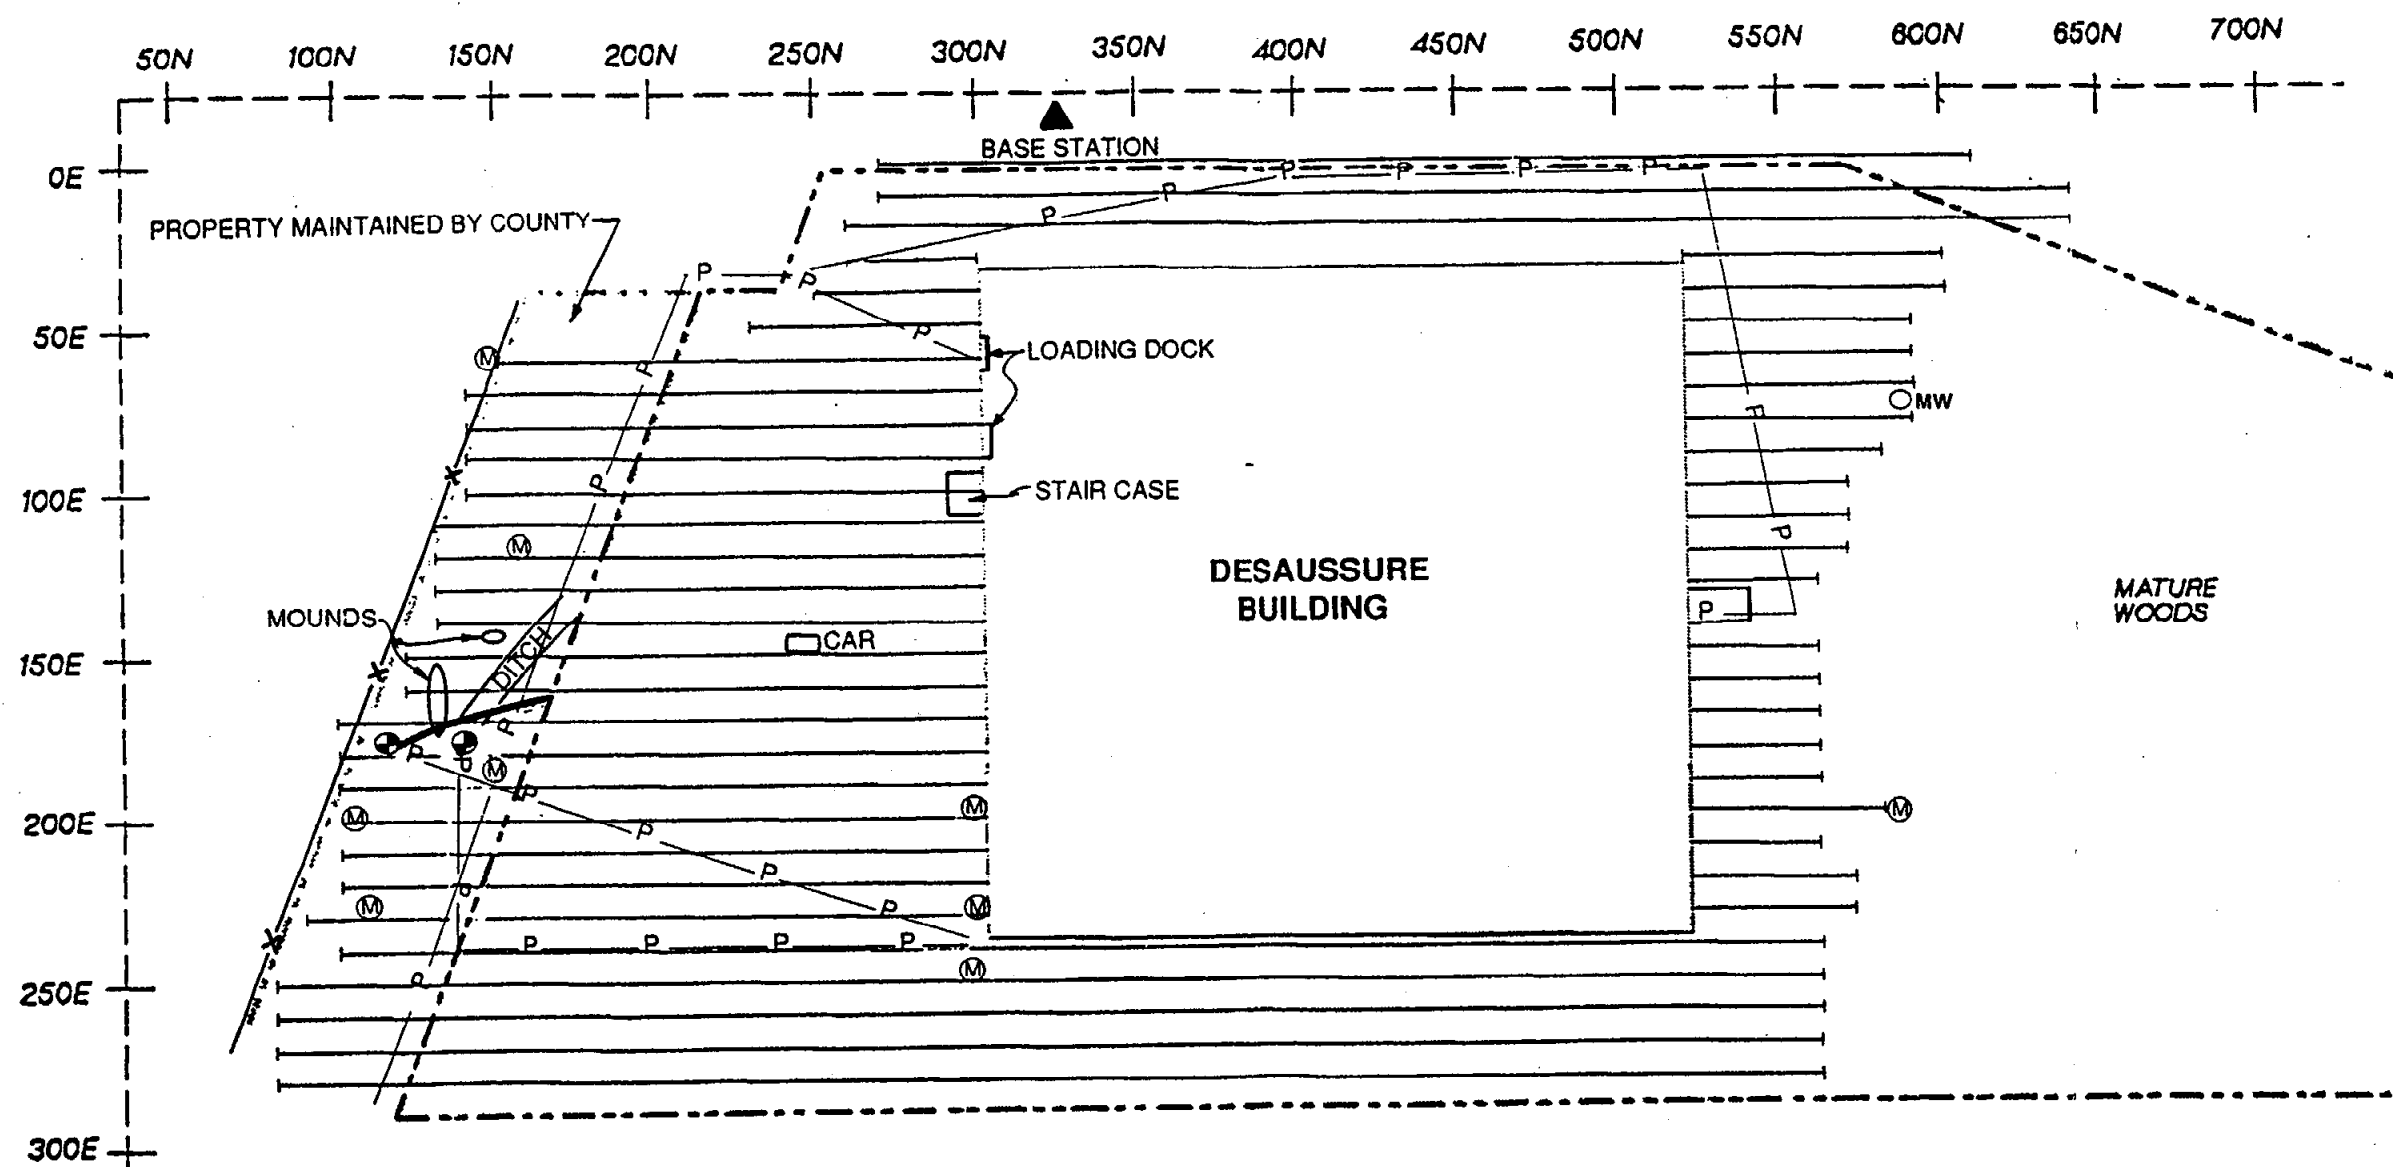 50N 100N 150N 200N 250N 300N 350N 400N 450N 500N 550N 600N 650N 700N
BASE STATION
0E
P P P P
P
P
PROPERTY MAINTAINED BY COUNTY
P P
50E
P
LOADING DOCK
M
P
MW
P
P
STAIR CASE
100E
P
M
P
DESAUSSURE
BUILDING
MATURE
WOODS
MOUNDS
P
CAR
DITCH
150E
P
P
P
M
P
M
M
M
200E
P
P
M
P
P
M
P P P P
M
P
250E
300E